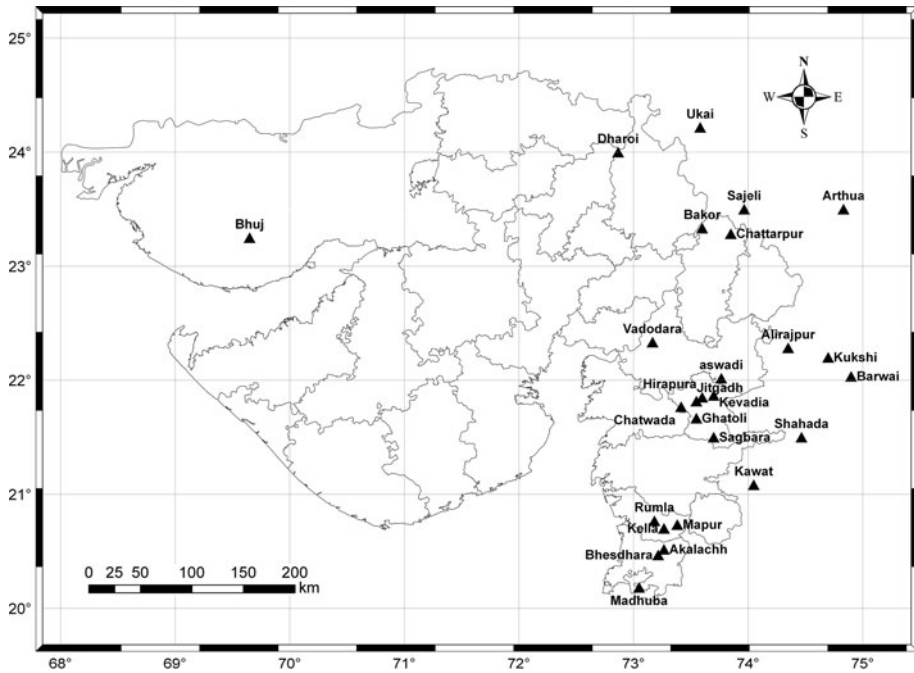 25°
N
W E
S
Ukai
Dharoi
24°
Sajeli
Arthua
Bakor
Chattarpur
Bhuj
23°
Vadodara
Alirajpur
Kukshi
aswadi
Barwai
22°
Hirapura
Jitgadh
Kevadia
Chatwada
Ghatoli
Shahada
Sagbara
Kawat
21°
Rumla
Kella
Mapur
Akalachh
Bhesdhara
0 25 50 100 150 200
km
20°
Madhuba
68° 69° 70° 71° 72° 73° 74° 75°